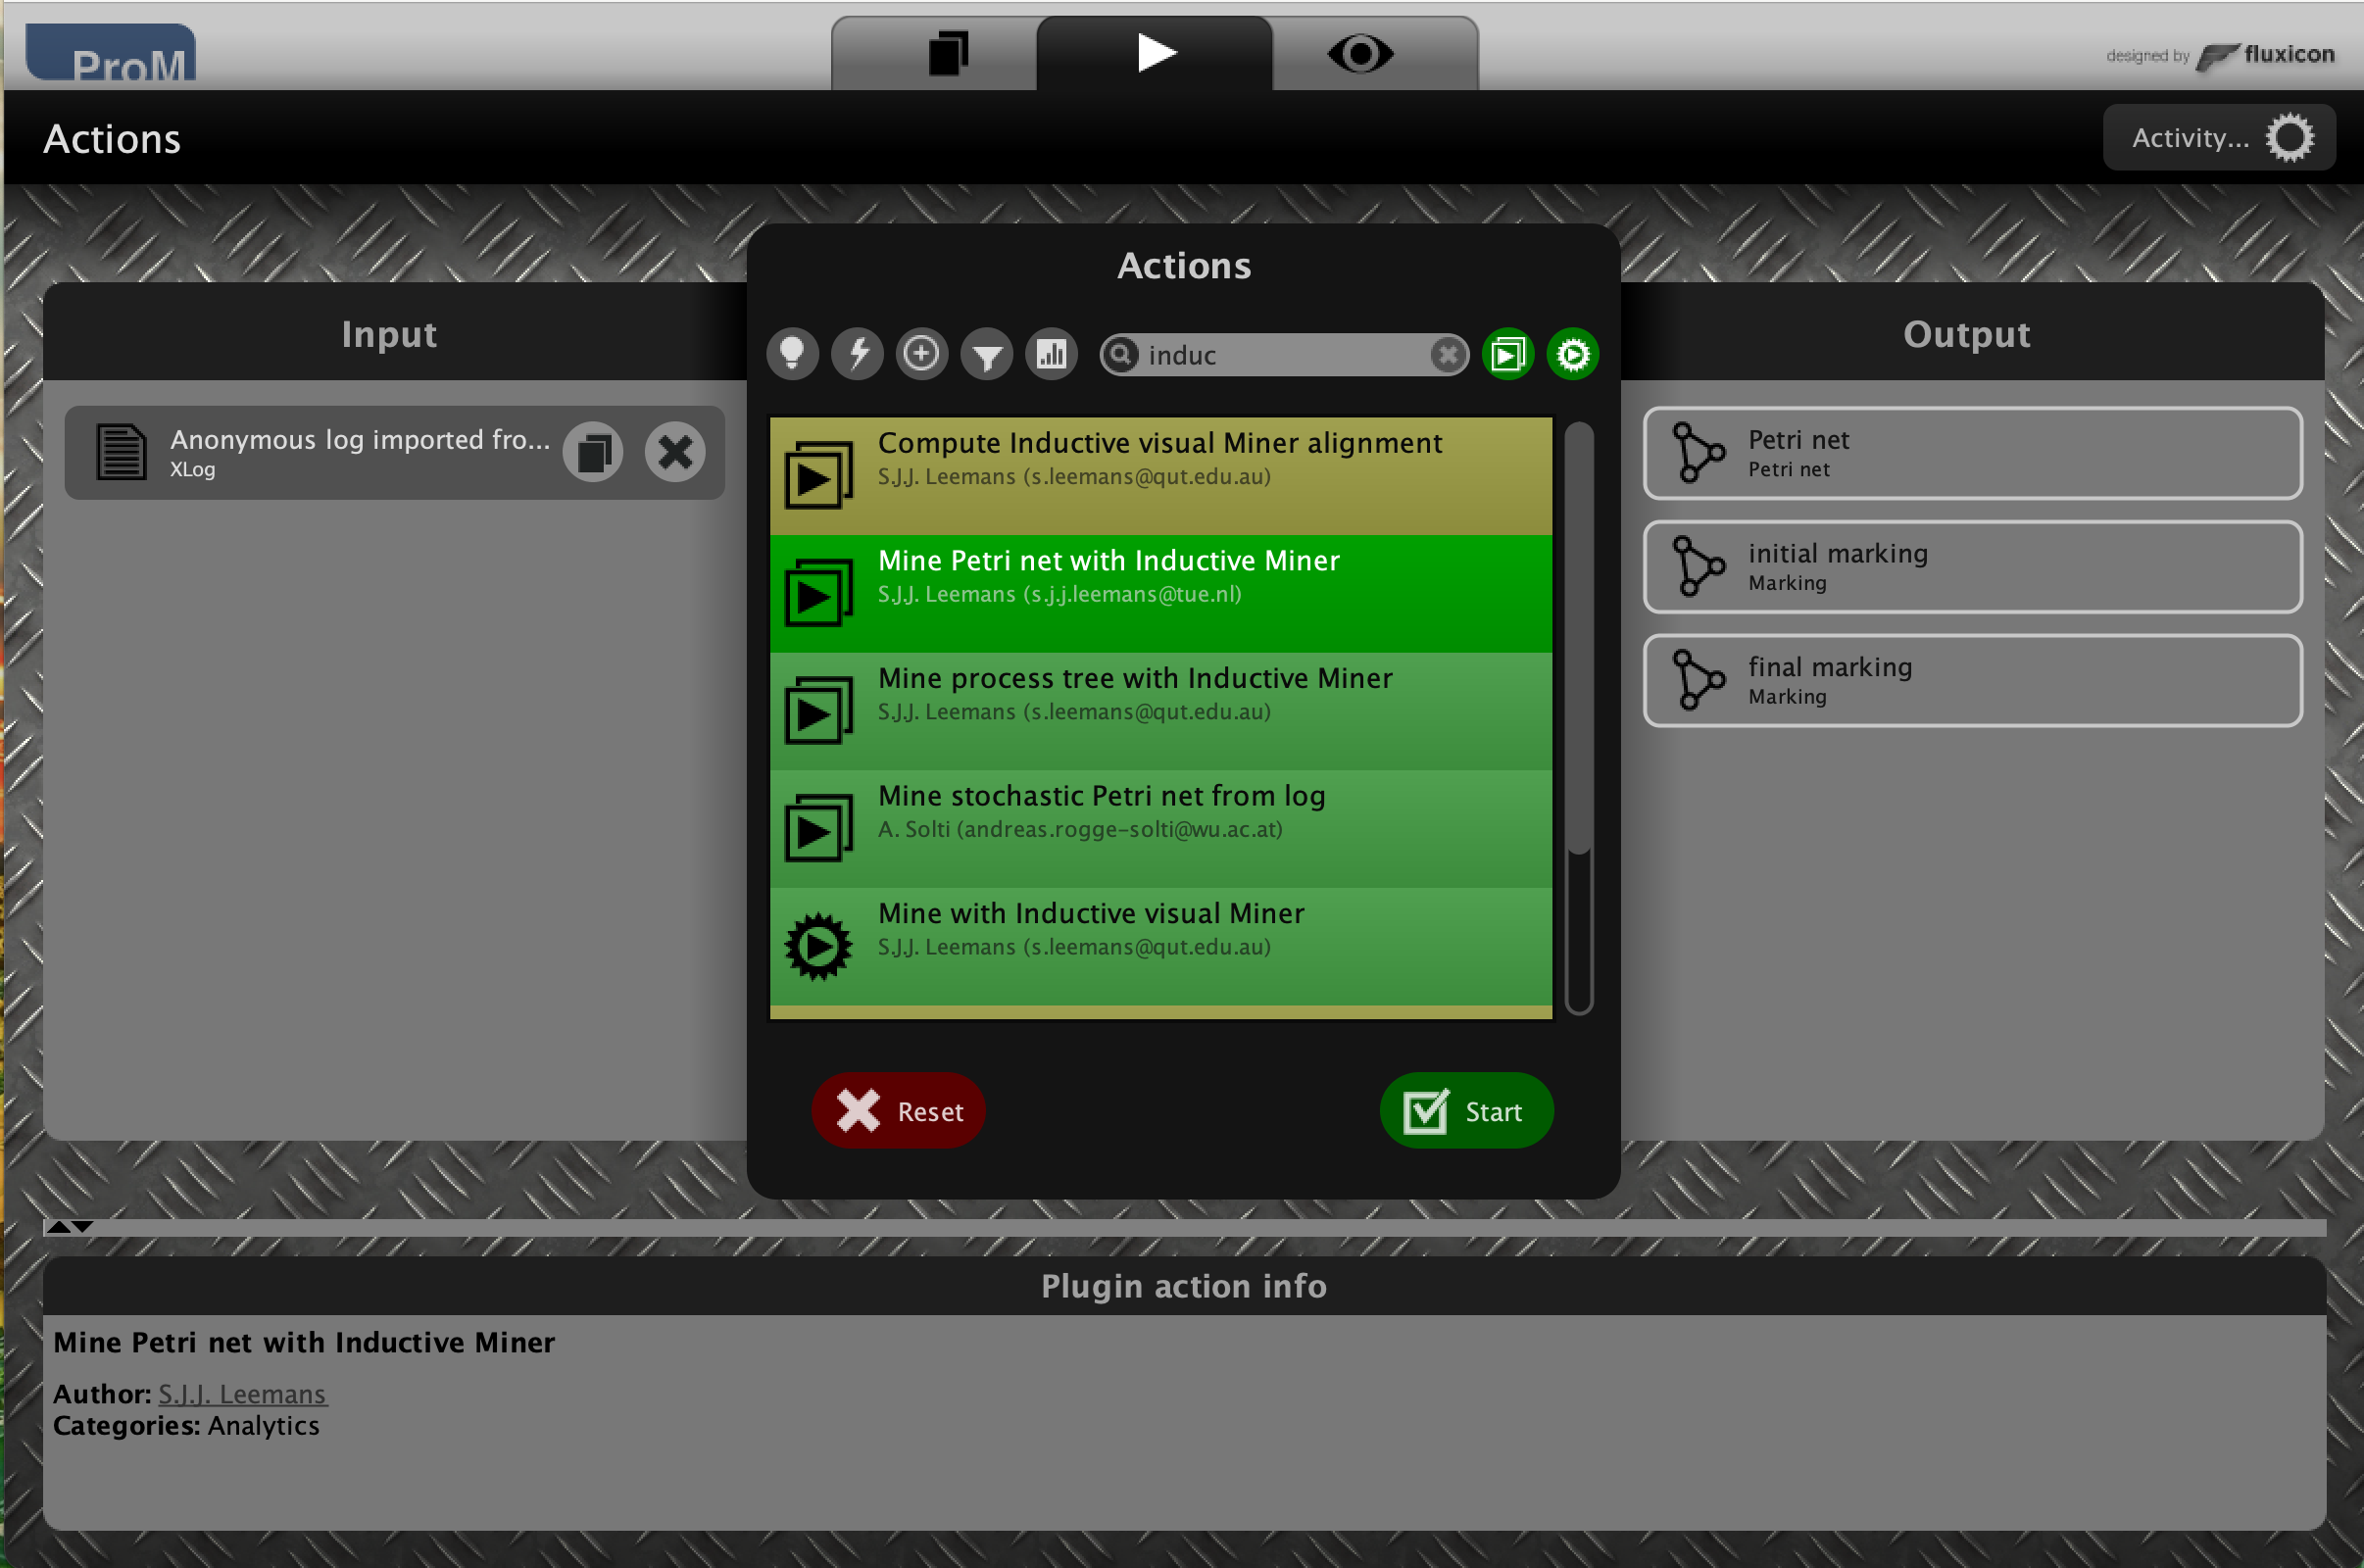 ProM
designed by fluxicon
Actions
Activity...
Actions
Input
Output
induc
Anonymous log imported fro...
XLog
Compute Inductive visual Miner alignment
S.J.J. Leemans (s.leemans@qut.edu.au)
Mine Petri net with Inductive Miner
S.J.J. Leemans (s.j.j.leemans@tue.nl)
Mine process tree with Inductive Miner
S.J.J. Leemans (s.leemans@qut.edu.au)
Mine stochastic Petri net from log
A. Solti (andreas.rogge-solti@wu.ac.at)
Mine with Inductive visual Miner
S.J.J. Leemans (s.leemans@qut.edu.au)
Petri net
Petri net
initial marking
Marking
final marking
Marking
Reset
Start
Plugin action info
Mine Petri net with Inductive Miner
Author: S.J.J. Leemans
Categories: Analytics